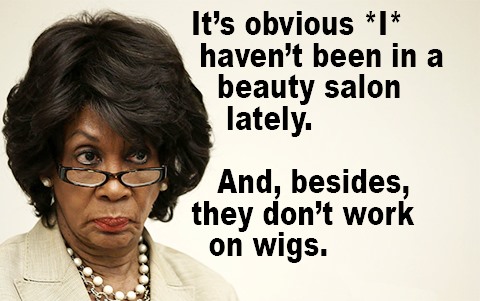 It's obvious *I*
haven't been in a
beauty salon
lately.
And, besides,
they don't work
on wigs.